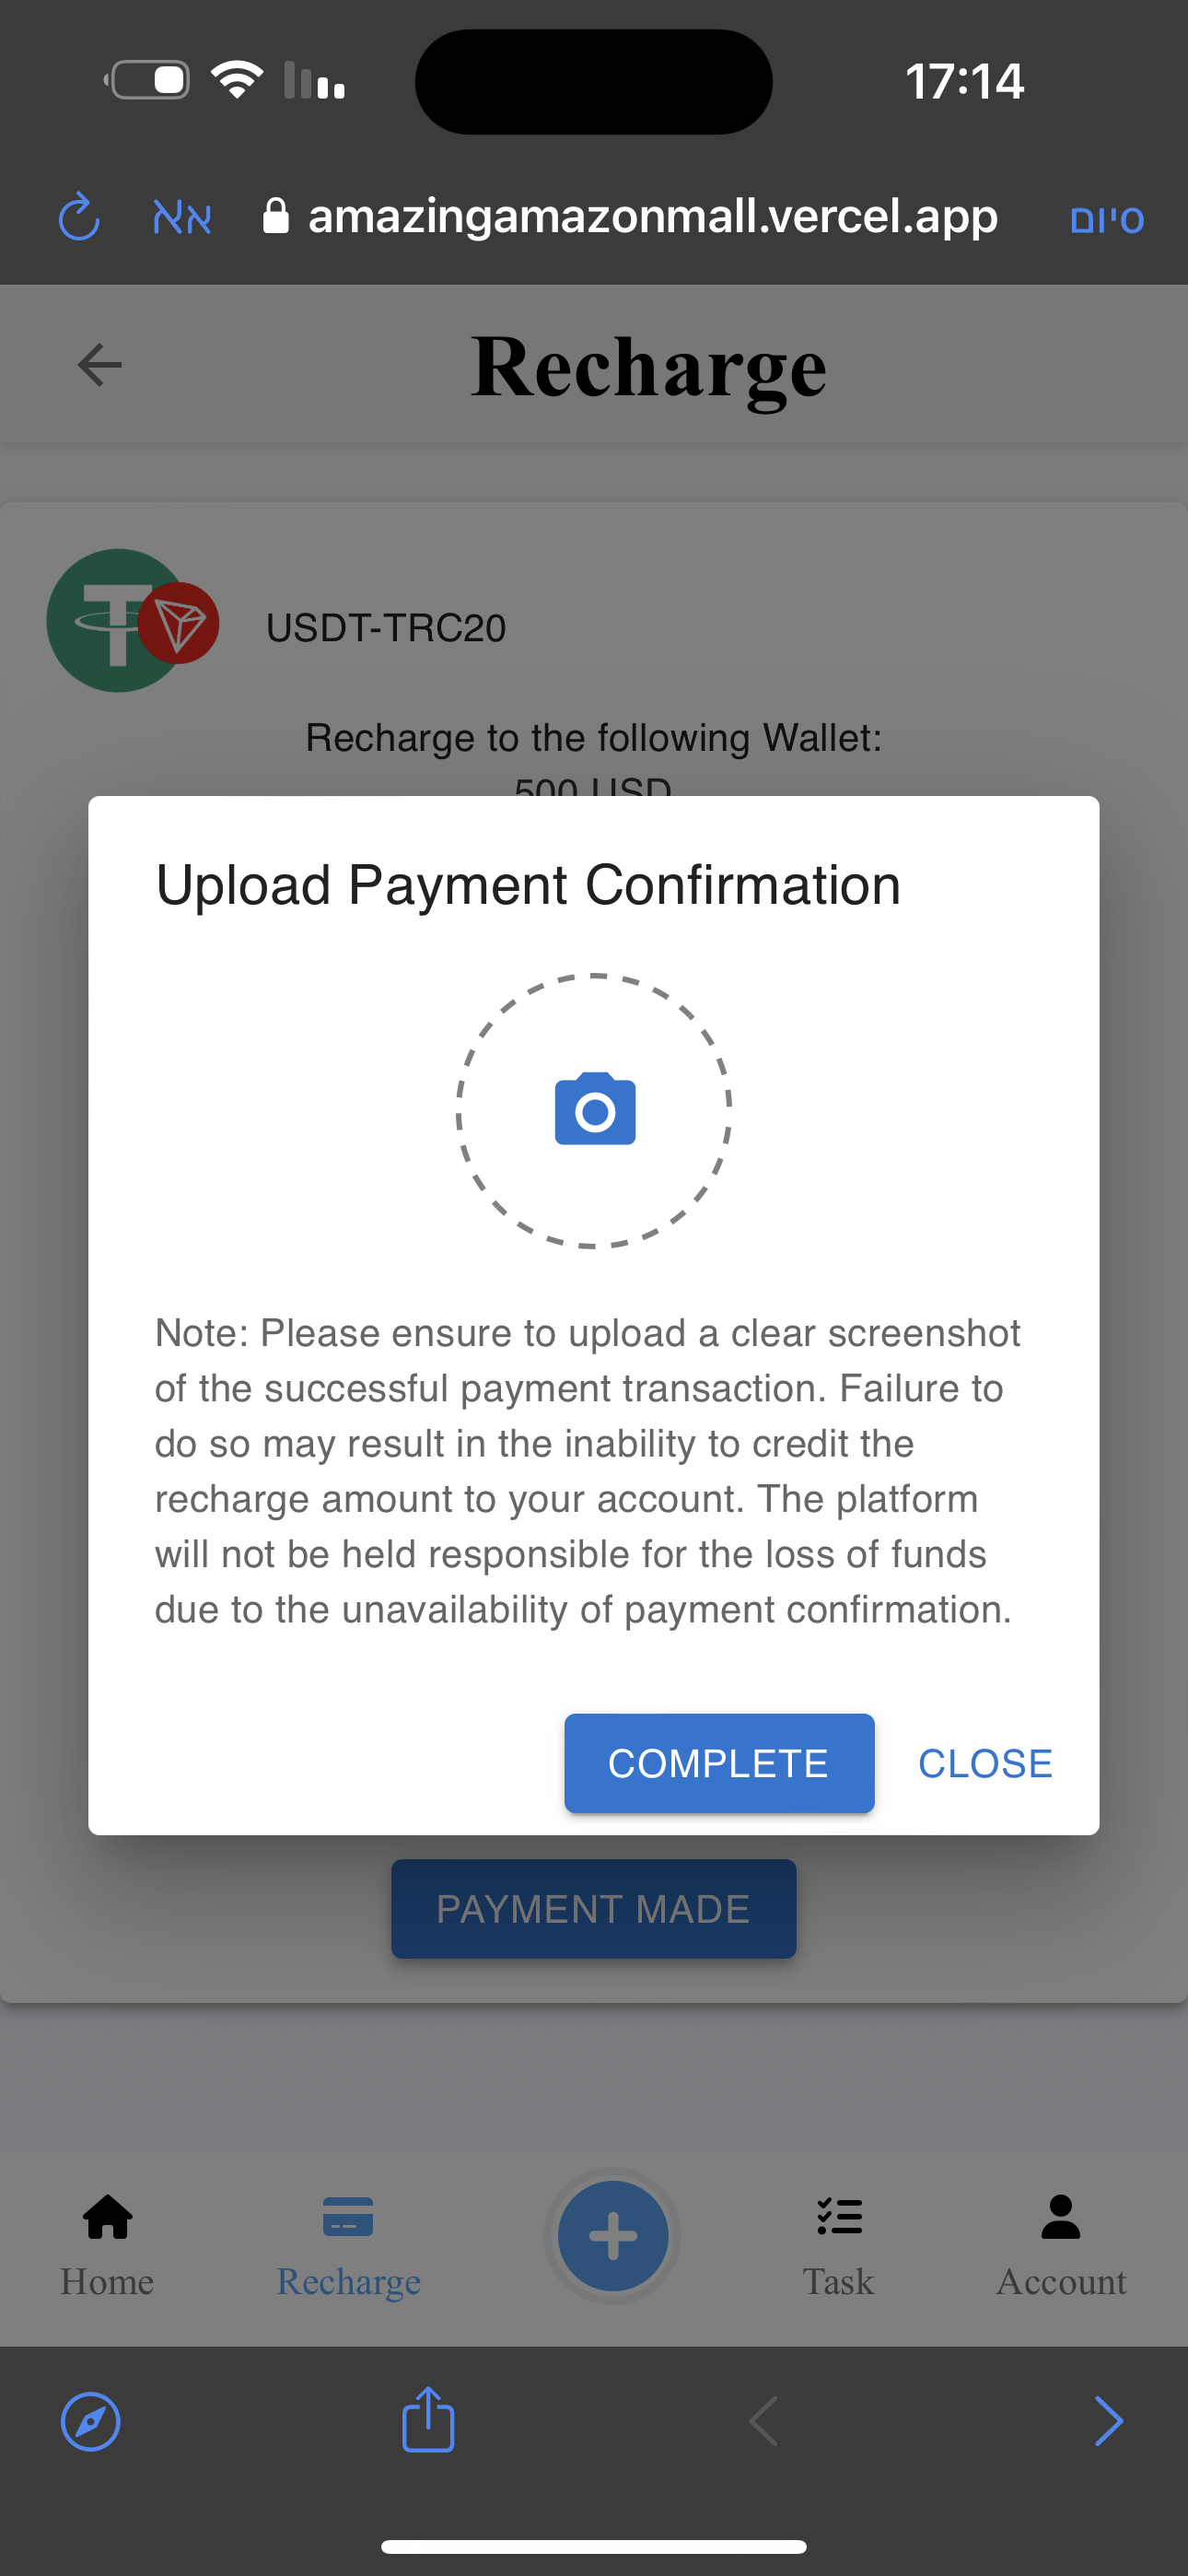 17:14
אא amazingamazonmall.vercel.app סיום
Recharge
USDT-TRC20
Recharge to the following Wallet:
500 USD
Upload Payment Confirmation
Note: Please ensure to upload a clear screenshot
of the successful payment transaction. Failure to
do so may result in the inability to credit the
recharge amount to your account. The platform
will not be held responsible for the loss of funds
due to the unavailability of payment confirmation.
COMPLETE CLOSE
PAYMENT MADE
Home Recharge Task Account